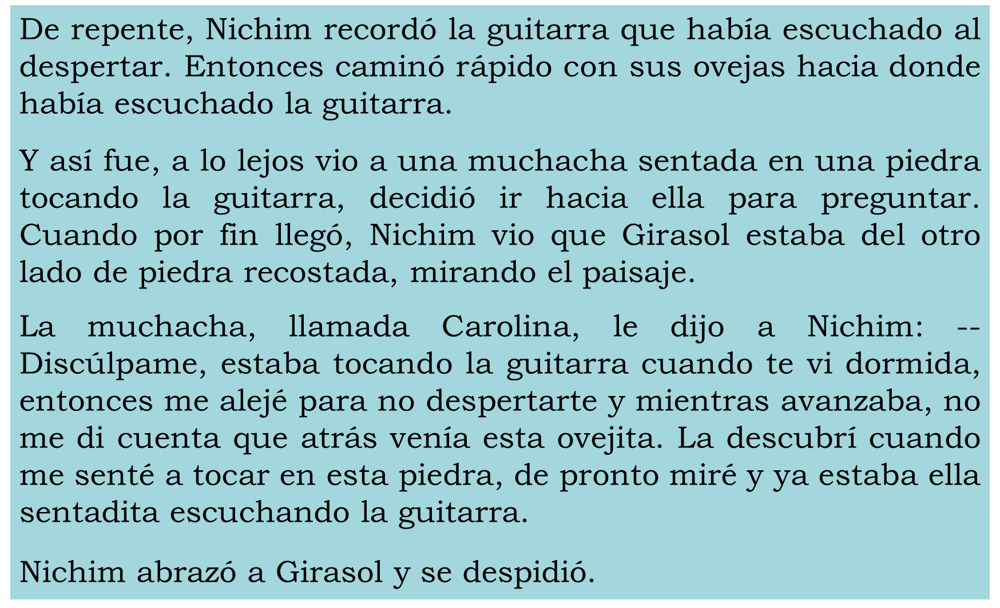 De repente, Nichim recordó la guitarra que había escuchado al
despertar. Entonces caminó rápido con sus ovejas hacia donde
había escuchado la guitarra.
Y así fue, a lo lejos vio a una muchacha sentada en una piedra
tocando la guitarra, decidió ir hacia ella para preguntar.
Cuando por fin llegó, Nichim vio que Girasol estaba del otro
lado de piedra recostada, mirando el paisaje.
La muchacha, llamada Carolina, le dijo a Nichim: --
Discúlpame, estaba tocando la guitarra cuando te vi dormida,
entonces me alejé para no despertarte y mientras avanzaba, no
me di cuenta que atrás venía esta ovejita. La descubrí cuando
me senté a tocar en esta piedra, de pronto miré y ya estaba ella
sentadita escuchando la guitarra.
Nichim abrazó a Girasol y se despidió.